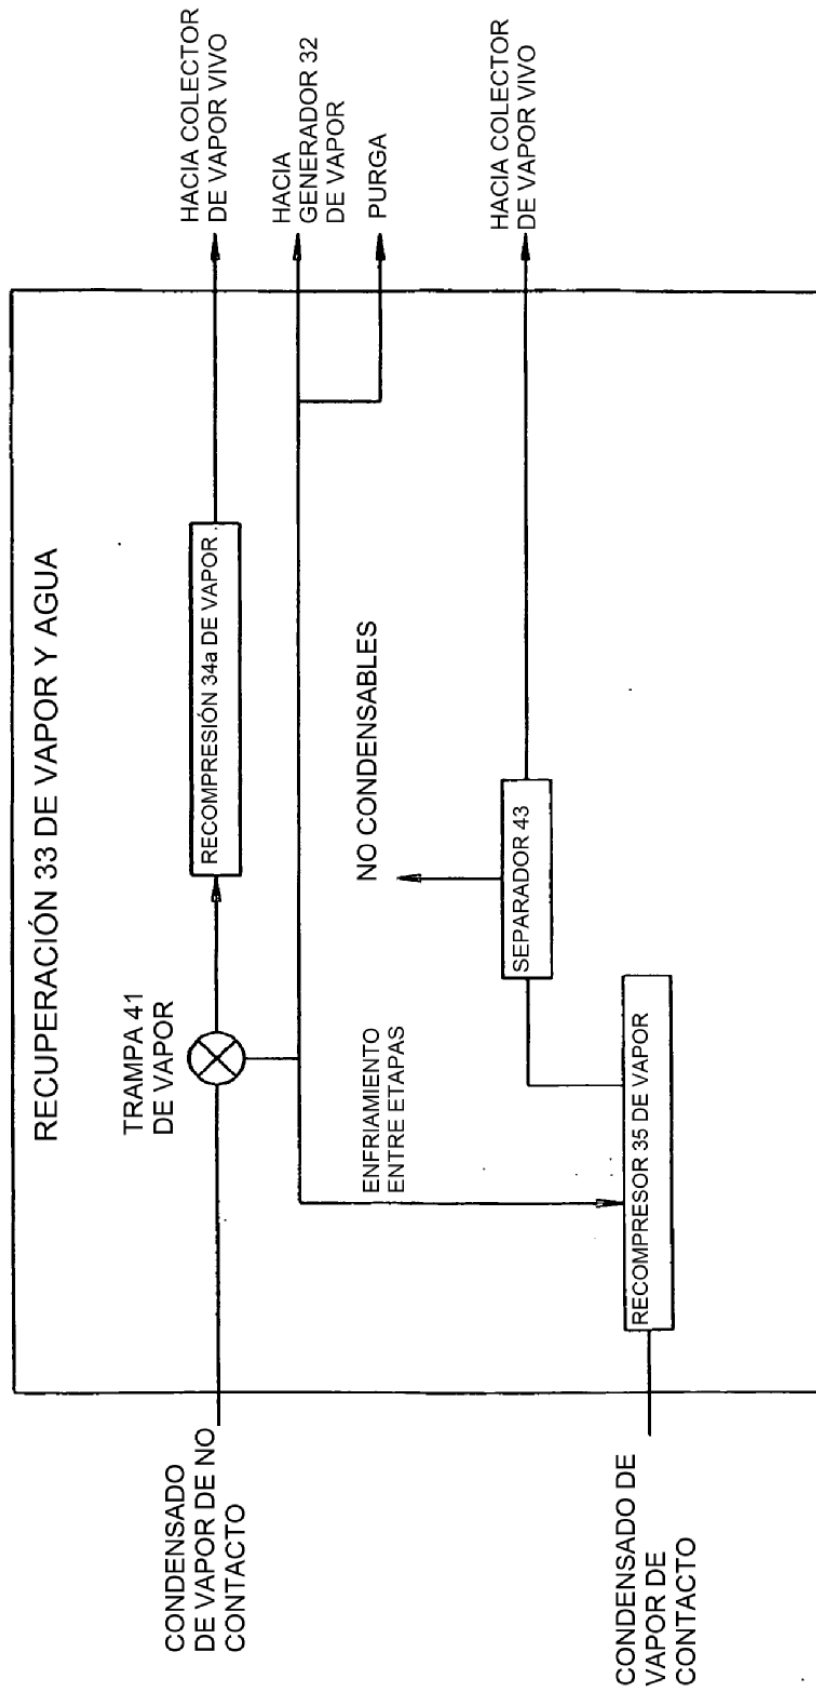 RECUPERACIÓN 33 DE VAPOR Y AGUA
CONDENSADO
DE VAPOR DE NO
CONTACTO
TRAMPA 41
DE VAPOR
RECOMPRESIÓN 34a DE VAPOR
HACIA COLECTOR
DE VAPOR VIVO
HACIA
GENERADOR 32
DE VAPOR
PURGA
ENFRIAMIENTO
ENTRE ETAPAS
NO CONDENSABLES
SEPARADOR 43
HACIA COLECTOR
DE VAPOR VIVO
RECOMPRESOR 35 DE VAPOR
CONDENSADO DE
VAPOR DE
CONTACTO